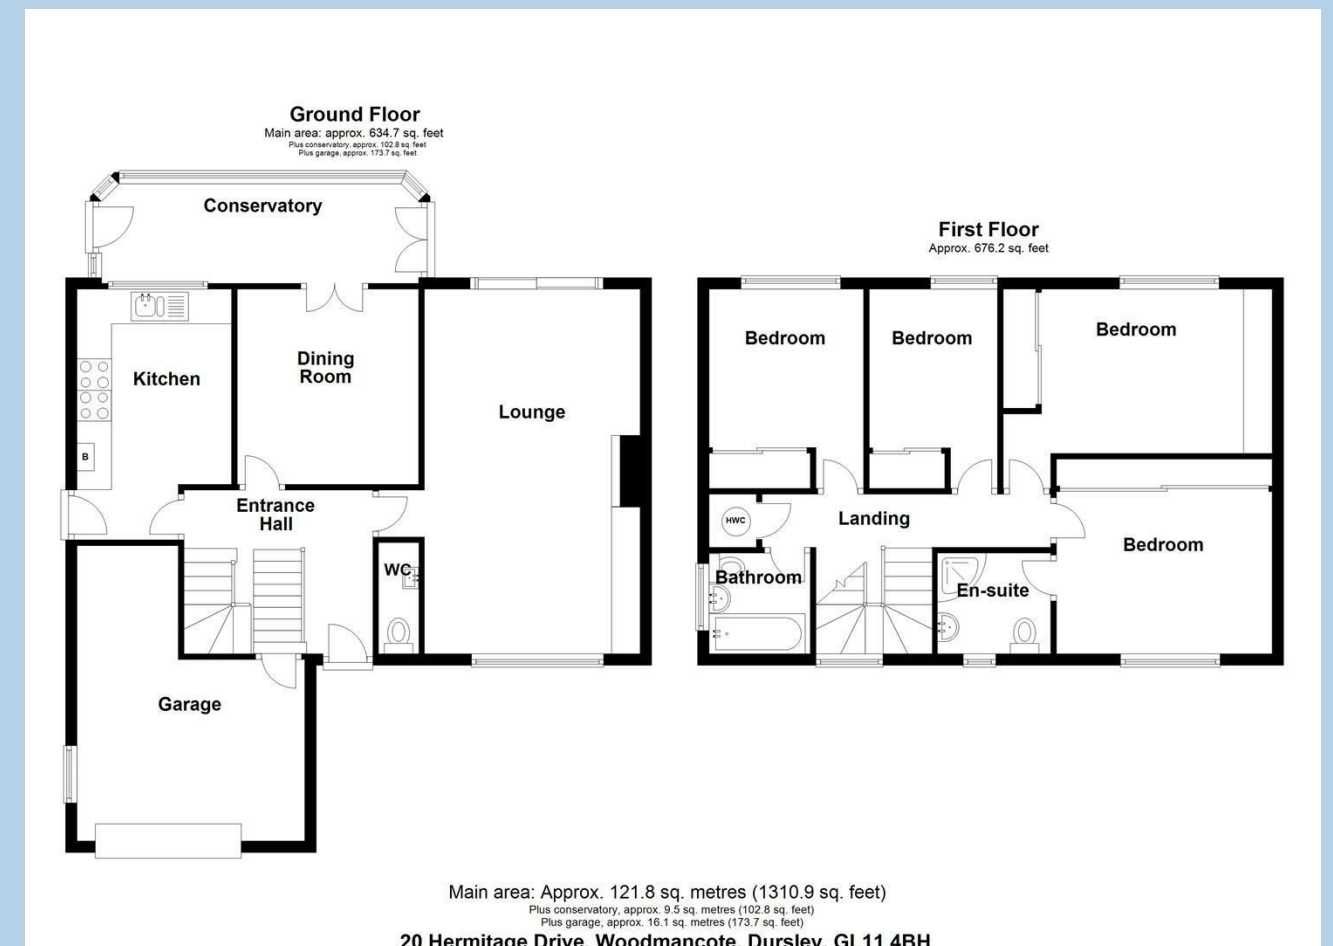 Ground Floor
Main area: approx. 634.7 sq. feet
Plus conservatory, approx. 102.8 sq. feet
Plus garage, approx. 173.7 sq. feet
Conservatory
Kitchen
Dining
Room
Lounge
B
Entrance
Hall
WC
Garage
First Floor
Approx. 676.2 sq. feet
Bedroom
Bedroom
Bedroom
HWC
Landing
Bedroom
Bathroom
En-suite
Main area: Approx. 121.8 sq. metres (1310.9 sq. feet)
Plus conservatory, approx. 9.5 sq. metres (102.8 sq. feet)
Plus garage, approx. 16.1 sq. metres (173.7 sq. feet)
20 Hermitage Drive, Woodmancote, Dursley, GL11 4BH